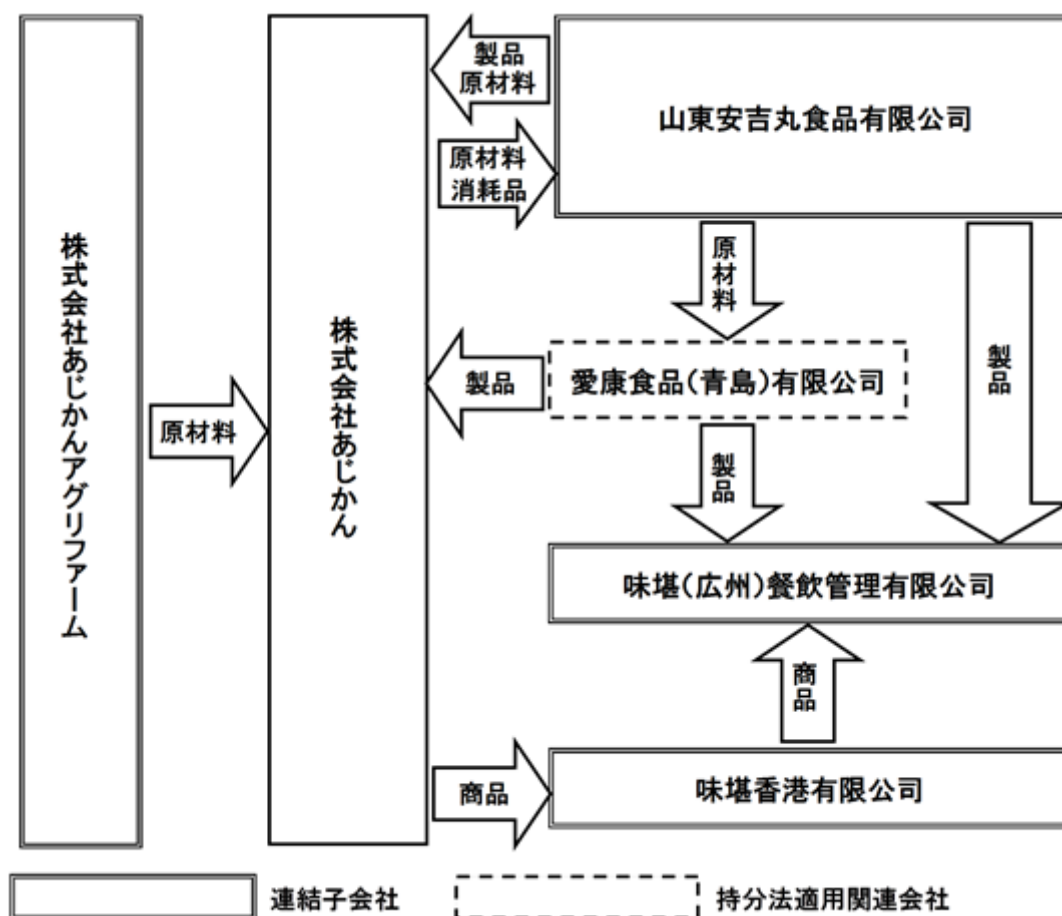 株式会社あじかんアグリファーム
原材料
株式会社あじかん
製品
原材料
原材料
消耗品
山東安吉丸食品有限公司
原材料
製品
製品
愛康食品(青島)有限公司
製品
味堪(広州)餐飲管理有限公司
商品
商品
味堪香港有限公司
連結子会社
持分法適用関連会社